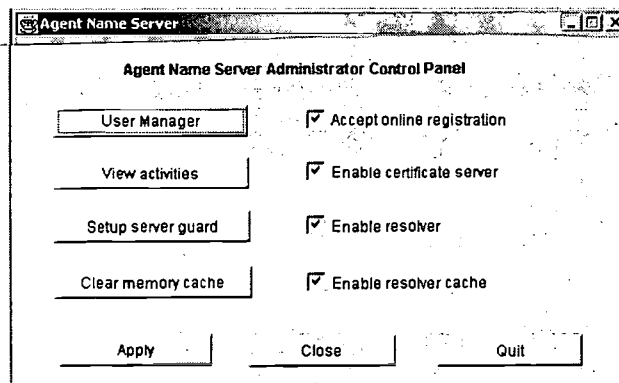 Agent Name Server
Agent Name Server Administrator Control Panel
User Manager
Accept online registration
View activities
Enable certificate server
Setup server guard
Enable resolver
Clear memory cache
Enable resolver cache
Apply Close Quit